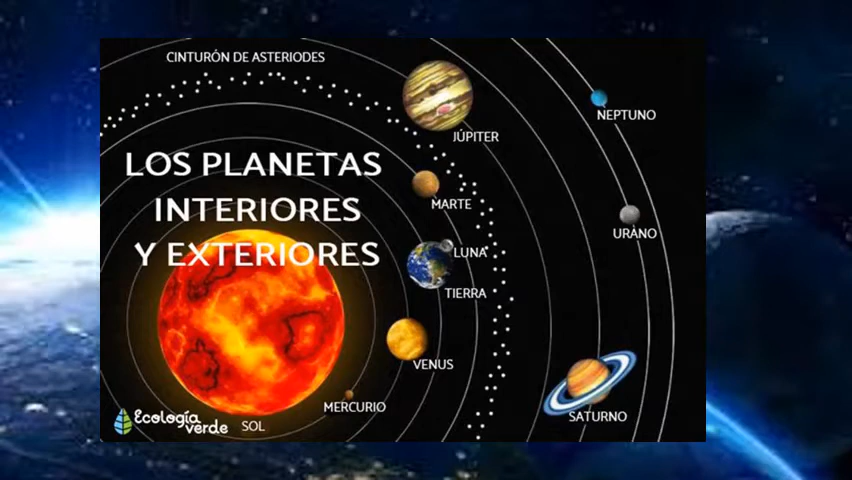 CINTURÓN DE ASTERIODES
NEPTUNO
JÚPITER
LOS PLANETAS
INTERIORES
Y EXTERIORES
MARTE
URANO
LUNA
TIERRA
VENUS
MERCURIO
SATURNO
Ecología
verde
SOL